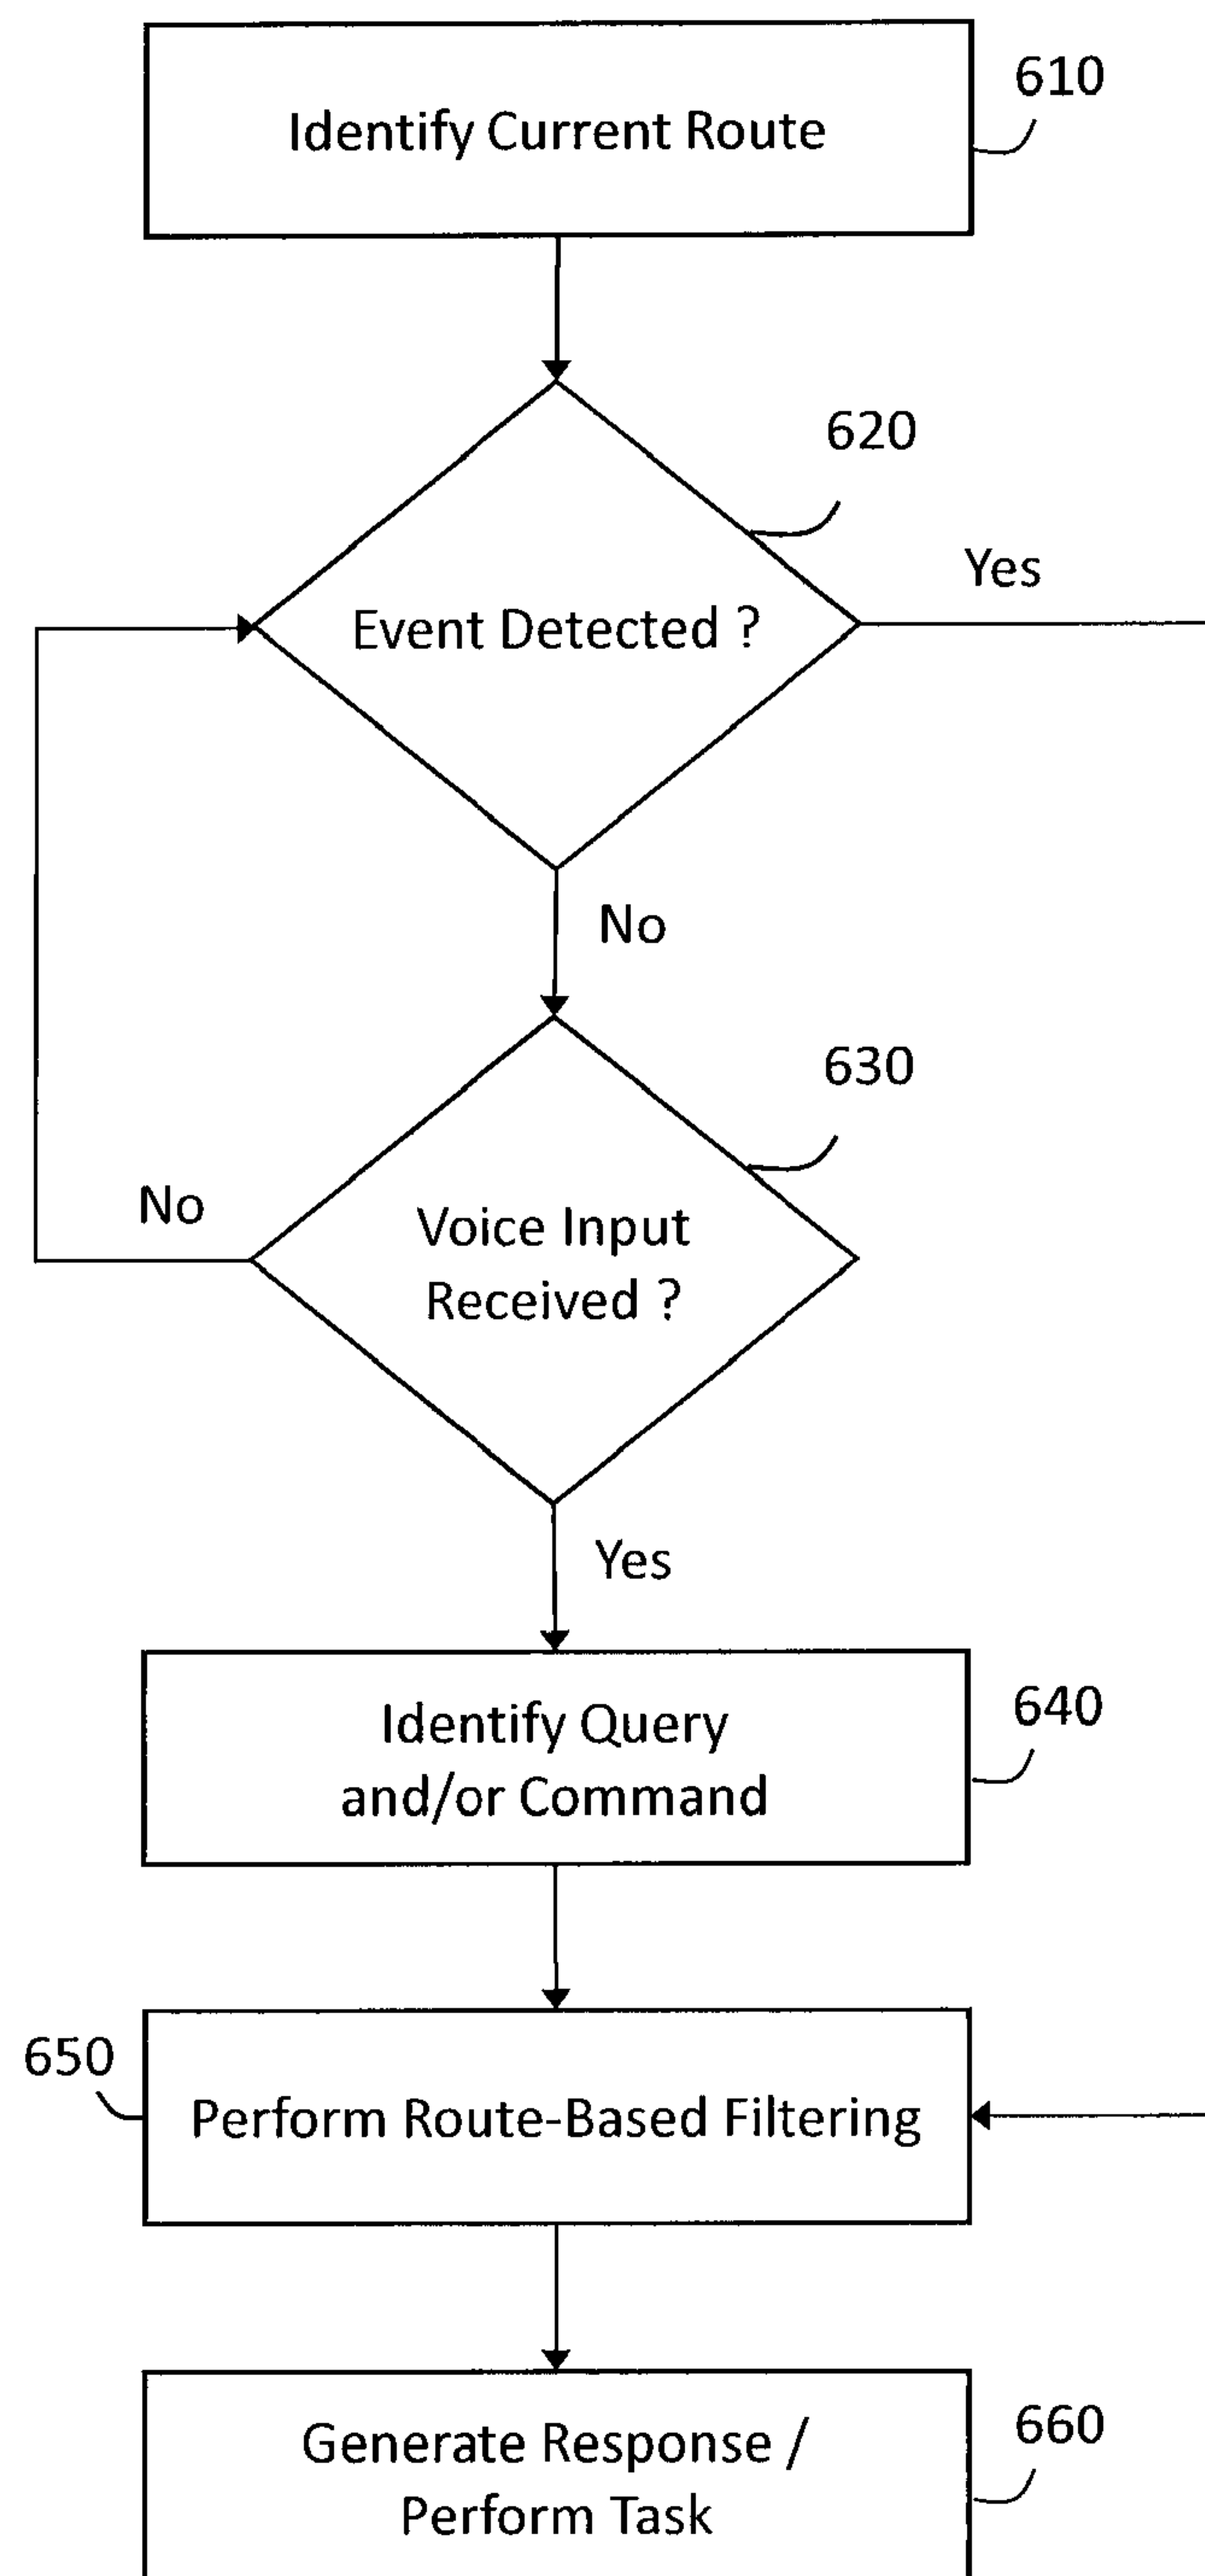 Identify Current Route
610
620
Yes
Event Detected ?
No
630
No
Voice Input
Received ?
Yes
Identify Query
and/or Command
640
650
Perform Route-Based Filtering
Generate Response /
Perform Task
660